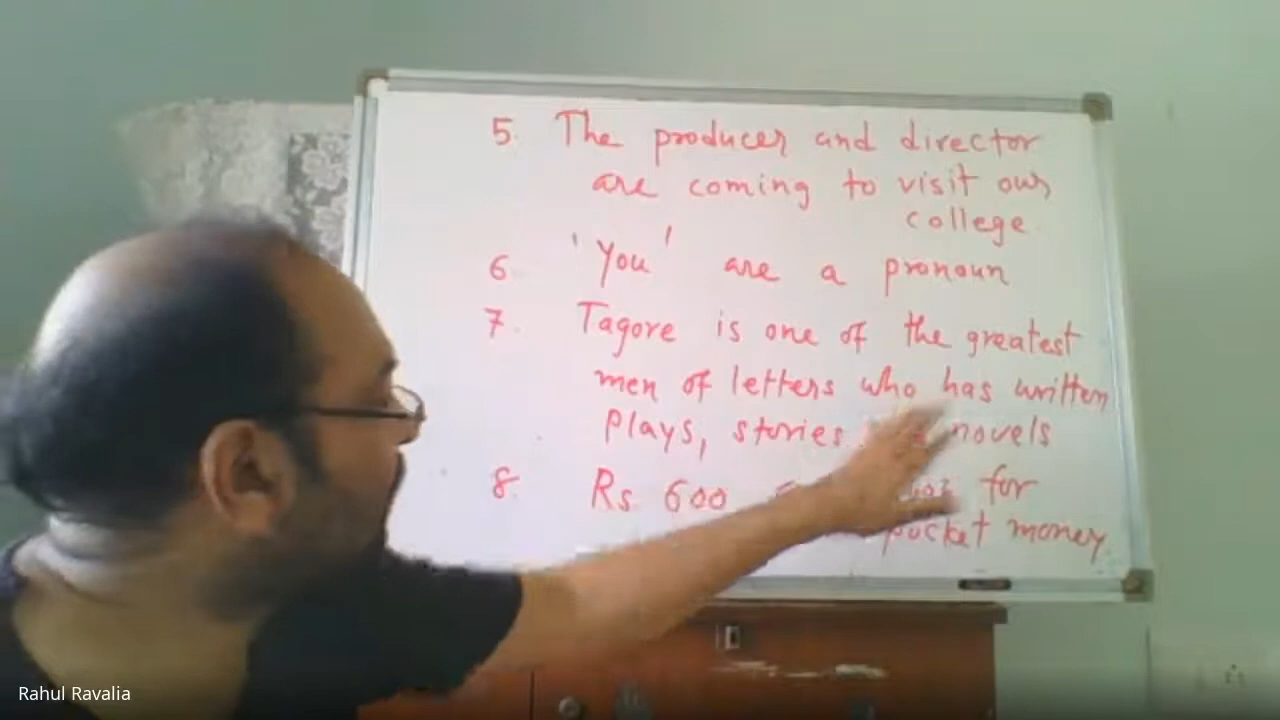 5. The producer and director
are coming to visit our
college
6 'You' are a pronoun
7. Tagore is one of the greatest
men of letters who has written
plays, stories novels
8. Rs. 600 for
pocket money
Rahul Ravalia